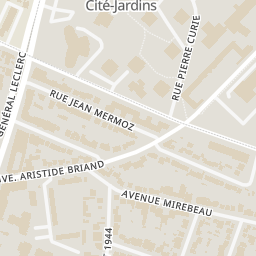 Cité-Jardins
RUE PIERRE CURIE
GÉNÉRAL LECLERC
RUE JEAN MERMOZ
AVE. ARISTIDE BRIAND
AVENUE MIREBEAU
1944